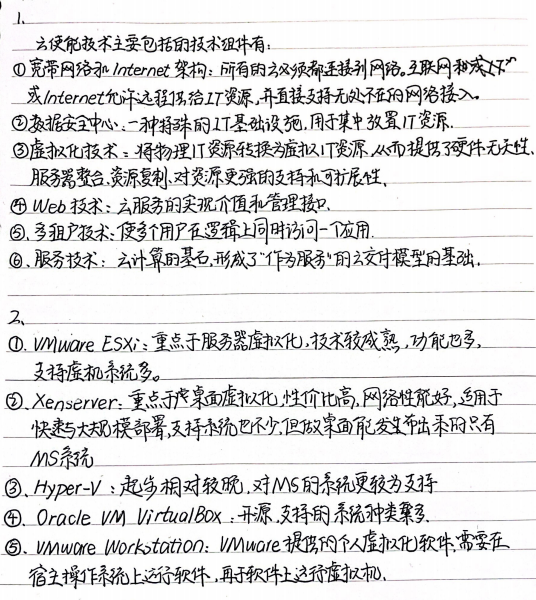 1.
云使能技术主要包括的技术组件有:
①宽带网络和Internet架构:所有的云必须都连接到网络。互联网
或Internet允许远程供给IT资源,并直接支持无处不在的网络接入。
②数据安全中心:一种特殊的IT基础设施,用于集中放置IT资源.
③虚拟化技术:将物理IT资源转换为虚拟IT资源,从而提供了硬件无关性.
服务器整合.资源复制.对资源更强的支持和可扩展性.
④Web技术:云服务的实现介值和管理接口.
⑤.多租户技术:使多个用户在逻辑上同时访问一个应用.
⑥.服务技术:云计算的基石,形成了"作为服务"的云交付模型的基础.
2、
①.VMware ESXi:重点于服务器虚拟化,技术较成熟,功能也多,
支持虚机系统多。
②.Xenserver:重点于桌面虚拟化,性价比高,网络性能好,适用于
快速与大规模部署,支持系统也不少,但做桌面能发生布出来的只有
MS系统
③.Hyper-V:起步相对较晚,对MS的系统更较为支持
④.Oracle VM VirtualBox:开源,支持的系统种类繁多.
⑤.VMware Workstation:VMware提供的个人虚拟化软件,需要在
宿主操作系统上运行软件,再于软件上运行虚拟机.